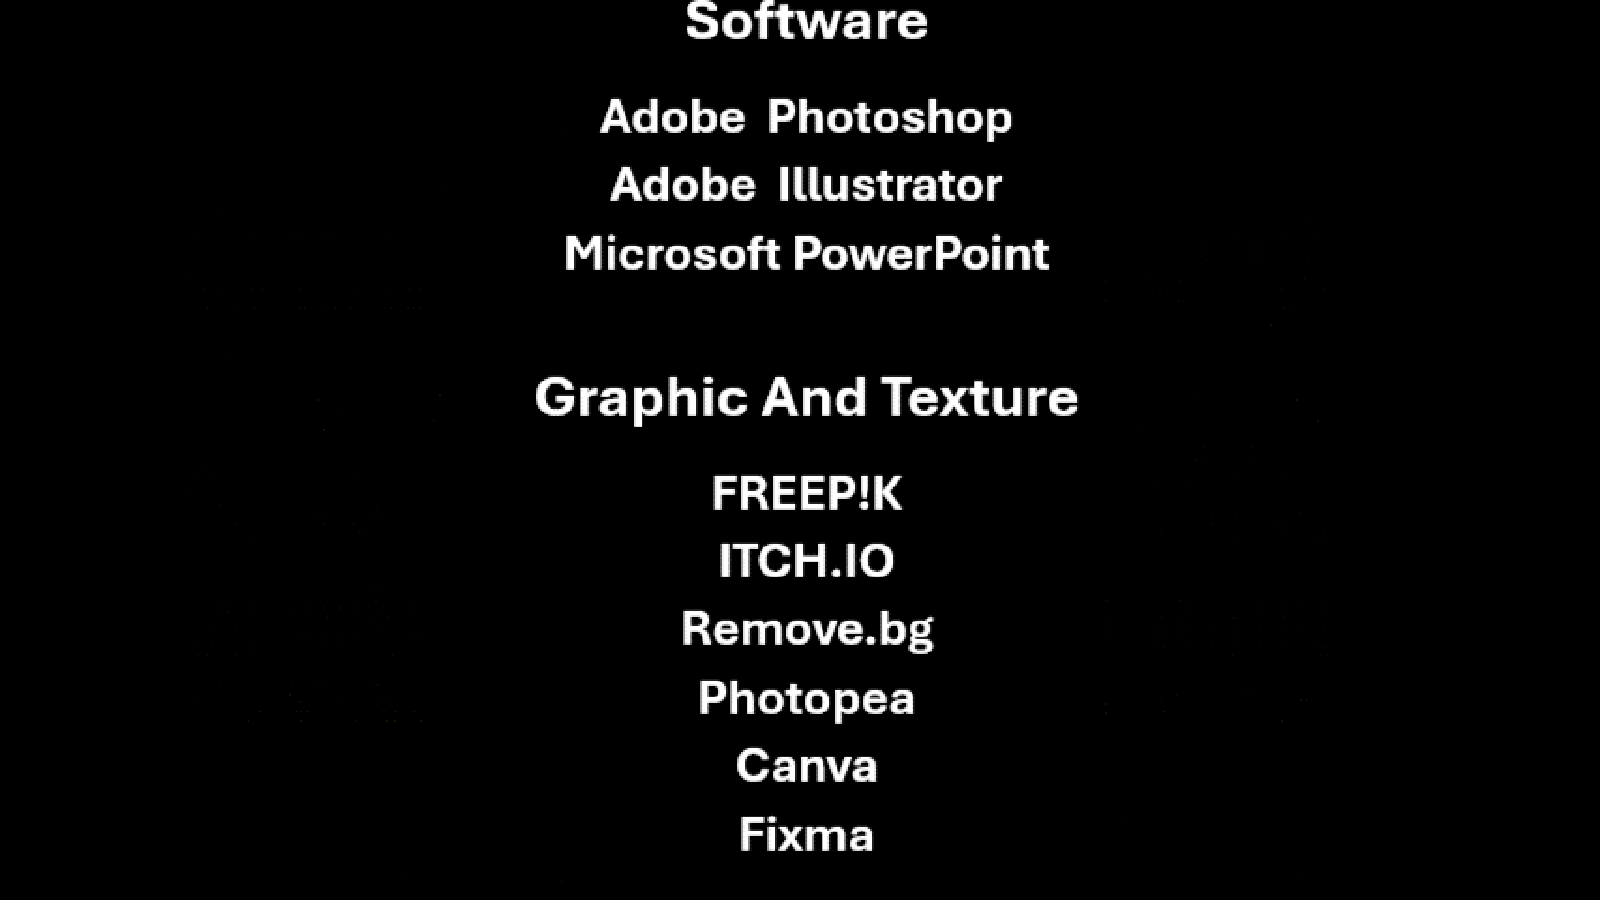 Software
Adobe Photoshop
Adobe Illustrator
Microsoft PowerPoint
Graphic And Texture
FREEP!K
ITCH.IO
Remove.bg
Photopea
Canva
Fixma